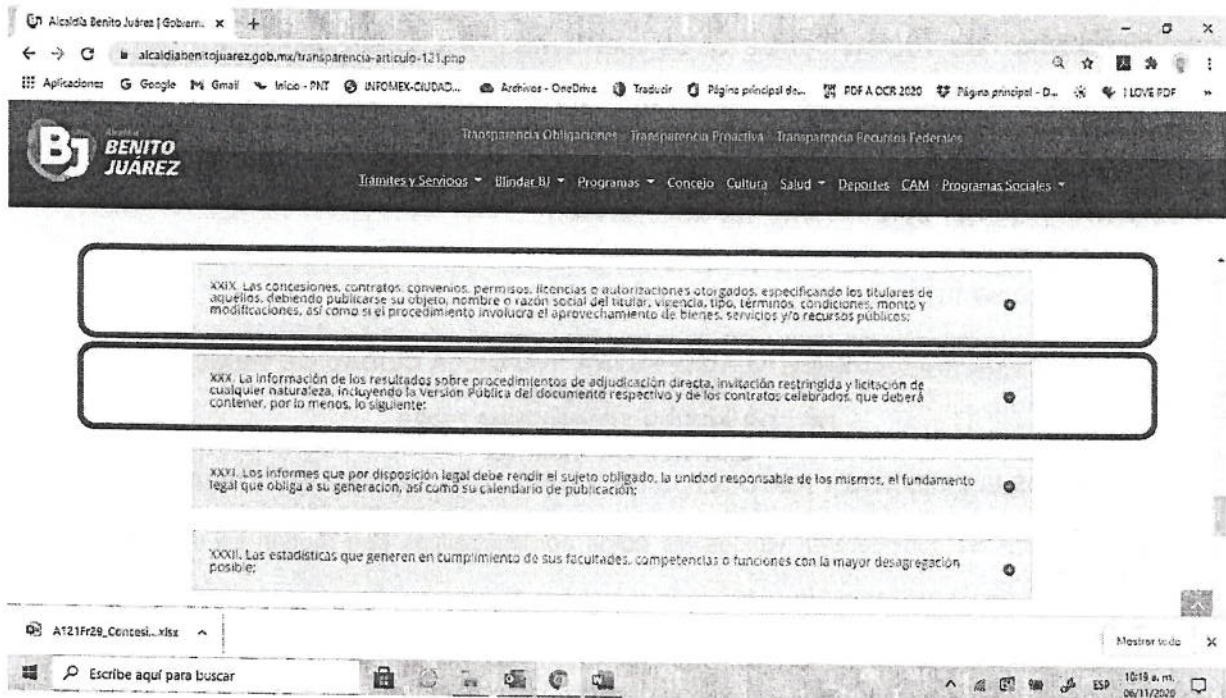 Alcaldía Benito Juárez | Gobiern.
alcaldiabenitojuarez.gob.mx/transparencia-articulo-121.php
Aplicaciones Google Gmail Inicio - PNT INFOMEX-CIUDAD... Archivos - OneDrive Traducir Página principal de... PDF A OCR 2020 Página principal - D... I LOVE PDF »
BJ Alcaldía
BENITO
JUÁREZ
Transparencia Obligaciones Transparencia Proactiva Transparencia Recursos Federales
Trámites y Servicios Blindar BJ Programas Concejo Cultura Salud Deportes CAM Programas Sociales
XXIX. Las concesiones, contratos, convenios, permisos, licencias o autorizaciones otorgados, especificando los titulares de
aquéllos, debiendo publicarse su objeto, nombre o razón social del titular, vigencia, tipo, términos, condiciones, monto y
modificaciones, así como si el procedimiento involucra el aprovechamiento de bienes, servicios y/o recursos públicos;
XXX. La información de los resultados sobre procedimientos de adjudicación directa, invitación restringida y licitación de
cualquier naturaleza, incluyendo la Versión Pública del documento respectivo y de los contratos celebrados, que deberá
contener, por lo menos, lo siguiente:
XXXI. Los informes que por disposición legal debe rendir el sujeto obligado, la unidad responsable de los mismos, el fundamento
legal que obliga a su generación, así como su calendario de publicación;
XXXII. Las estadísticas que generen en cumplimiento de sus facultades, competencias o funciones con la mayor desagregación
posible;
A121Fr29_Concesi...xlsx
Mostrar todo
Escribe aquí para buscar
ESP
10:19 a. m.
06/11/2020